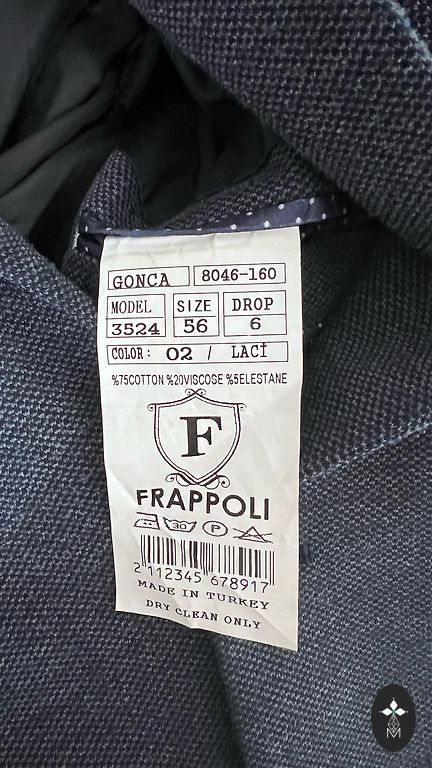 GONCA 8046-160
MODEL SIZE DROP
3524 56 6
COLOR: 02 / LACİ
%75COTTON %20VISCOSE %5ELESTANE
F
FRAPPOLI
30 P
2 112345 678917
MADE IN TURKEY
DRY CLEAN ONLY
M